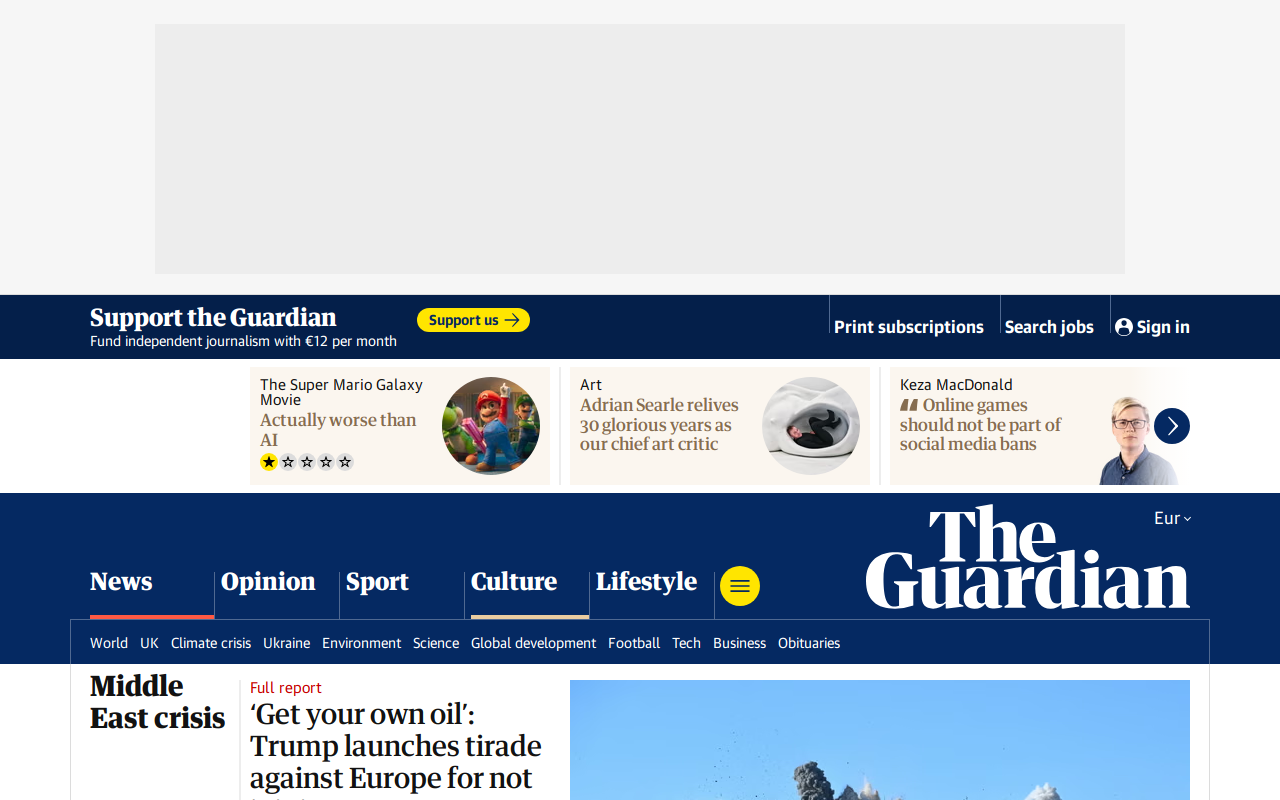 Support the Guardian
Fund independent journalism with €12 per month
Support us
Print subscriptions
Search jobs
Sign in
The Super Mario Galaxy
Movie
Actually worse than
AI
Art
Adrian Searle relives
30 glorious years as
our chief art critic
Keza MacDonald
Online games
should not be part of
social media bans
Eur
The
Guardian
News
Opinion
Sport
Culture
Lifestyle
World
UK
Climate crisis
Ukraine
Environment
Science
Global development
Football
Tech
Business
Obituaries
Middle
East crisis
Full report
‘Get your own oil’:
Trump launches tirade
against Europe for not